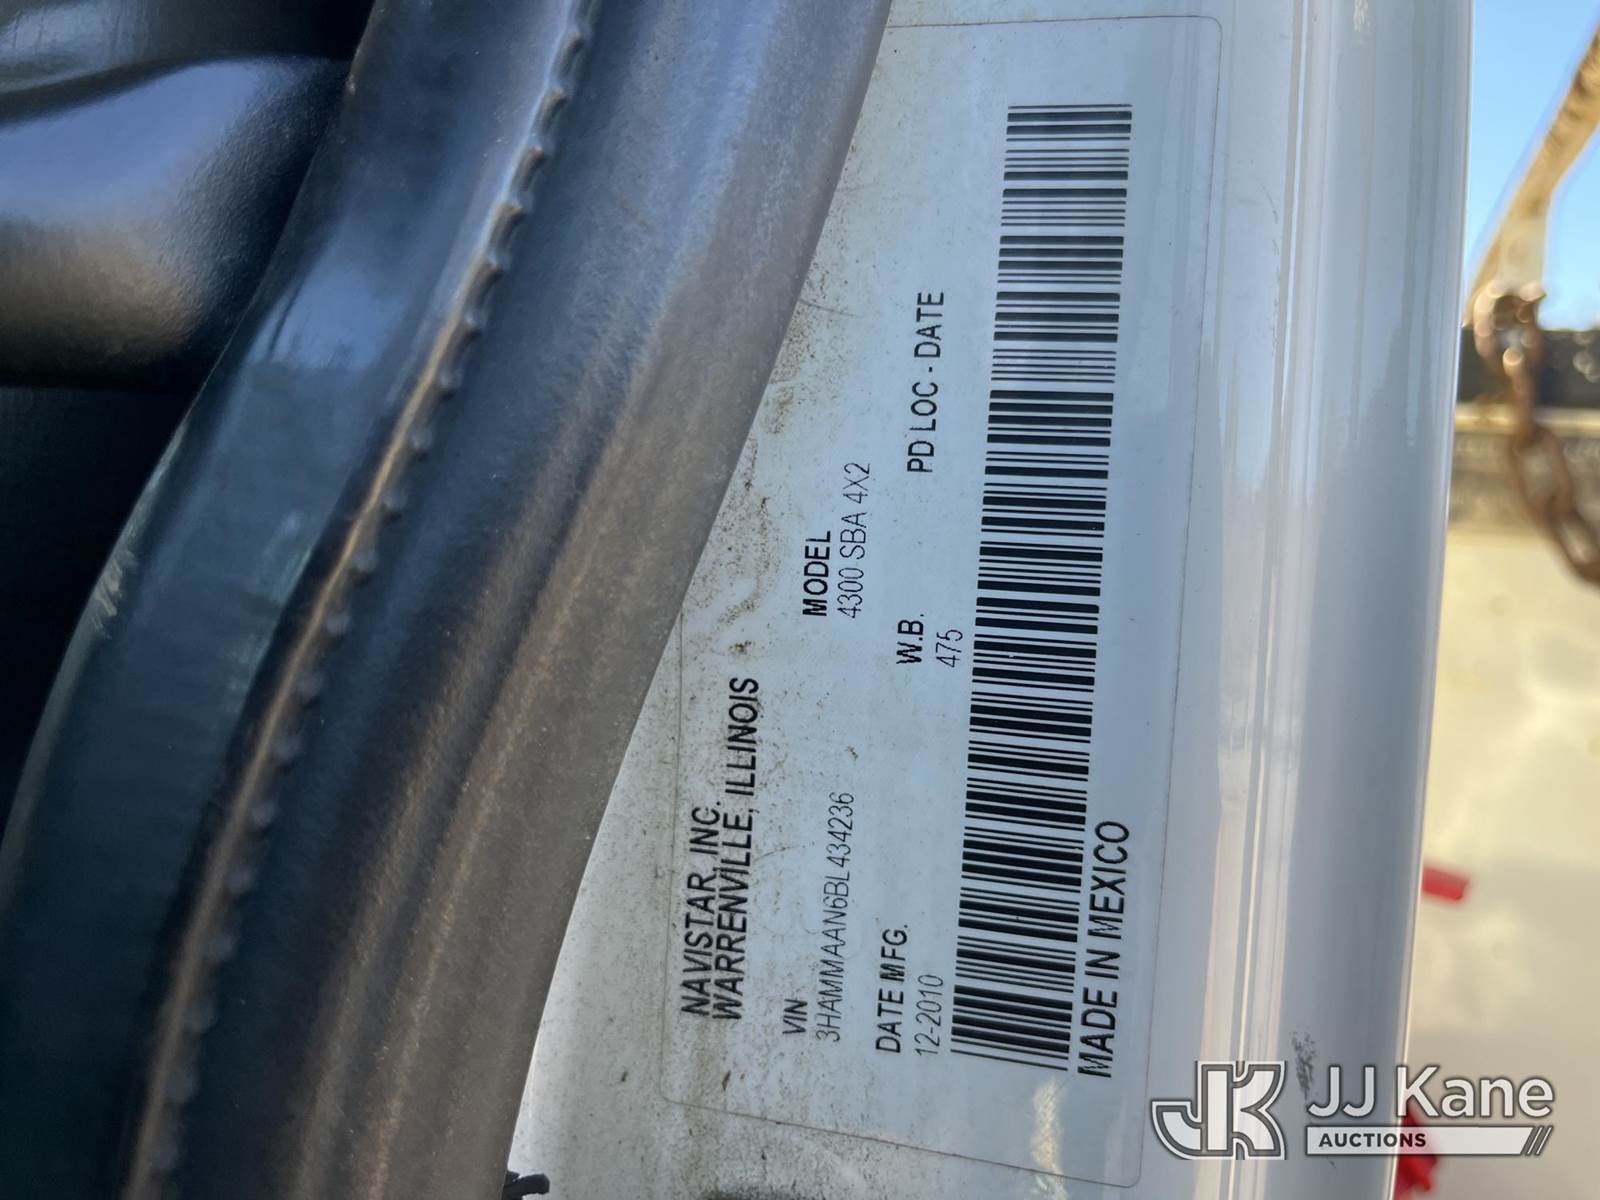 NAVISTAR, INC.
WARRENVILLE, ILLINOIS
VIN MODEL
3HAMMAAN6BL434236 4300 SBA 4X2
DATE MFG. W.B. PD LOC - DATE
12-2010 475
MADE IN MEXICO
JK JJ Kane
AUCTIONS